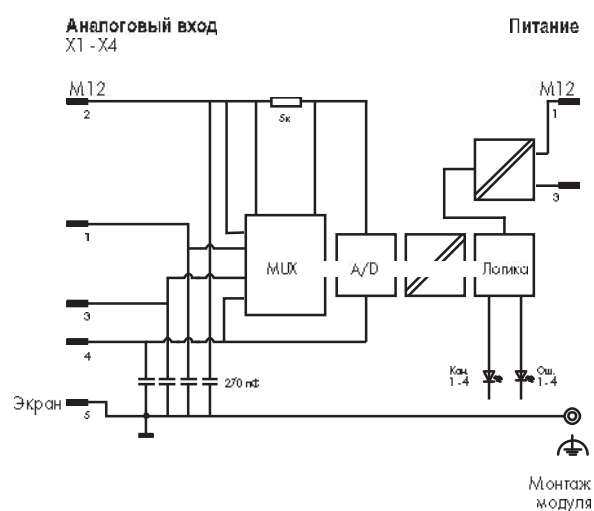 Аналоговый вход
X1 - X4
Питание
M12
2
5к
M12
1
3
1
MUX
A/D
Логика
3
4
270 пФ
Кан.
1 - 4
Ош.
1 - 4
Экран
5
Монтаж
модуля